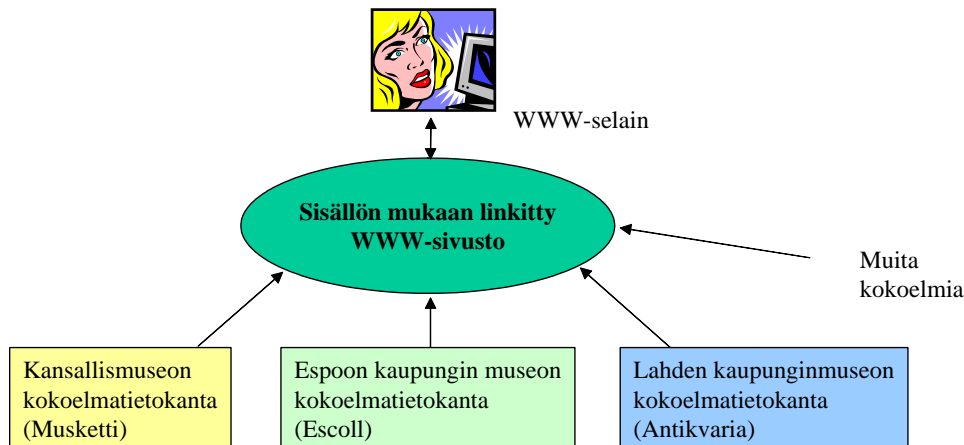 WWW-selain
Sisällön mukaan linkitty
WWW-sivusto
Muita
kokoelmia
Kansallismuseon
kokoelmatietokanta
(Musketti)
Espoon kaupungin museon
kokoelmatietokanta
(Escoll)
Lahden kaupunginmuseon
kokoelmatietokanta
(Antikvaria)